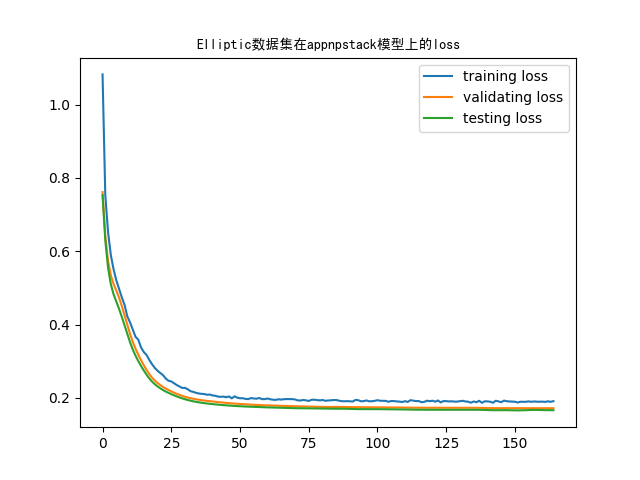 Elliptic数据集在appnpstack模型上的loss
training loss
validating loss
testing loss
1.0
0.8
0.6
0.4
0.2
0 25 50 75 100 125 150